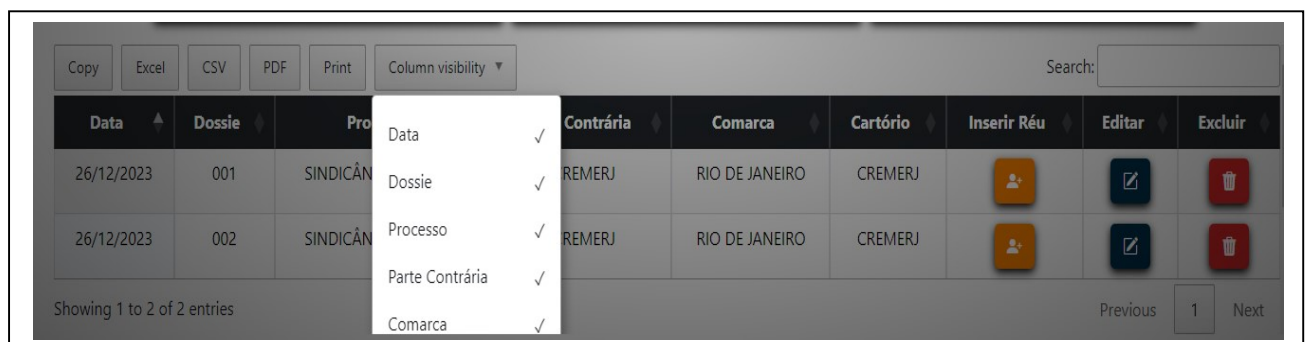 Copy Excel CSV PDF Print Column visibility ▼ Search:
Data Dossie Pro Contrária Comarca Cartório Inserir Réu Editar Excluir
26/12/2023 001 SINDICÂN REMERJ RIO DE JANEIRO CREMERJ
26/12/2023 002 SINDICÂN REMERJ RIO DE JANEIRO CREMERJ
Data ✓
Dossie ✓
Processo ✓
Parte Contrária ✓
Comarca ✓
Showing 1 to 2 of 2 entries Previous 1 Next